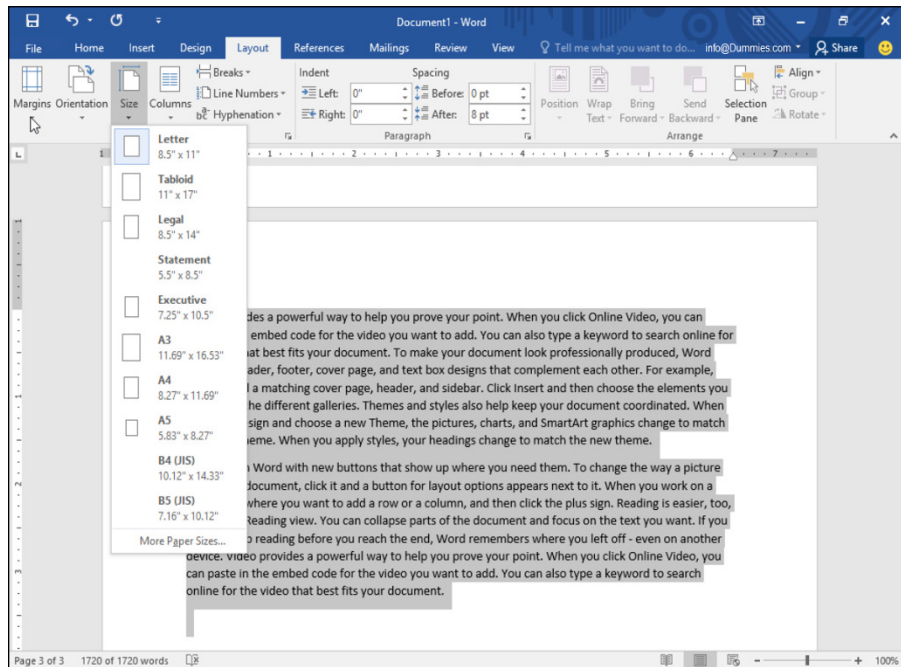 Document1 - Word
File Home Insert Design Layout References Mailings Review View Tell me what you want to do... info@Dummies.com Share
Margins Orientation Size Columns
Breaks
Line Numbers
Hyphenation
Indent
Left: 0"
Right: 0"
Spacing
Before: 0 pt
After: 8 pt
Paragraph
Position Wrap Text Bring Forward Send Backward Selection Pane
Align
Group
Rotate
Arrange
1 1 2 3 4 5 6 7
Letter
8.5" x 11"
Tabloid
11" x 17"
Legal
8.5" x 14"
Statement
5.5" x 8.5"
Executive
7.25" x 10.5"
A3
11.69" x 16.53"
A4
8.27" x 11.69"
A5
5.83" x 8.27"
B4 (JIS)
10.12" x 14.33"
B5 (JIS)
7.16" x 10.12"
More Paper Sizes...
des a powerful way to help you prove your point. When you click Online Video, you can
embed code for the video you want to add. You can also type a keyword to search online for
at best fits your document. To make your document look professionally produced, Word
ader, footer, cover page, and text box designs that complement each other. For example,
l a matching cover page, header, and sidebar. Click Insert and then choose the elements you
he different galleries. Themes and styles also help keep your document coordinated. When
sign and choose a new Theme, the pictures, charts, and SmartArt graphics change to match
eme. When you apply styles, your headings change to match the new theme.
n Word with new buttons that show up where you need them. To change the way a picture
document, click it and a button for layout options appears next to it. When you work on a
where you want to add a row or a column, and then click the plus sign. Reading is easier, too,
Reading view. You can collapse parts of the document and focus on the text you want. If you
p reading before you reach the end, Word remembers where you left off - even on another
device. Video provides a powerful way to help you prove your point. When you click Online Video, you
can paste in the embed code for the video you want to add. You can also type a keyword to search
online for the video that best fits your document.
Page 3 of 3 1720 of 1720 words 100%